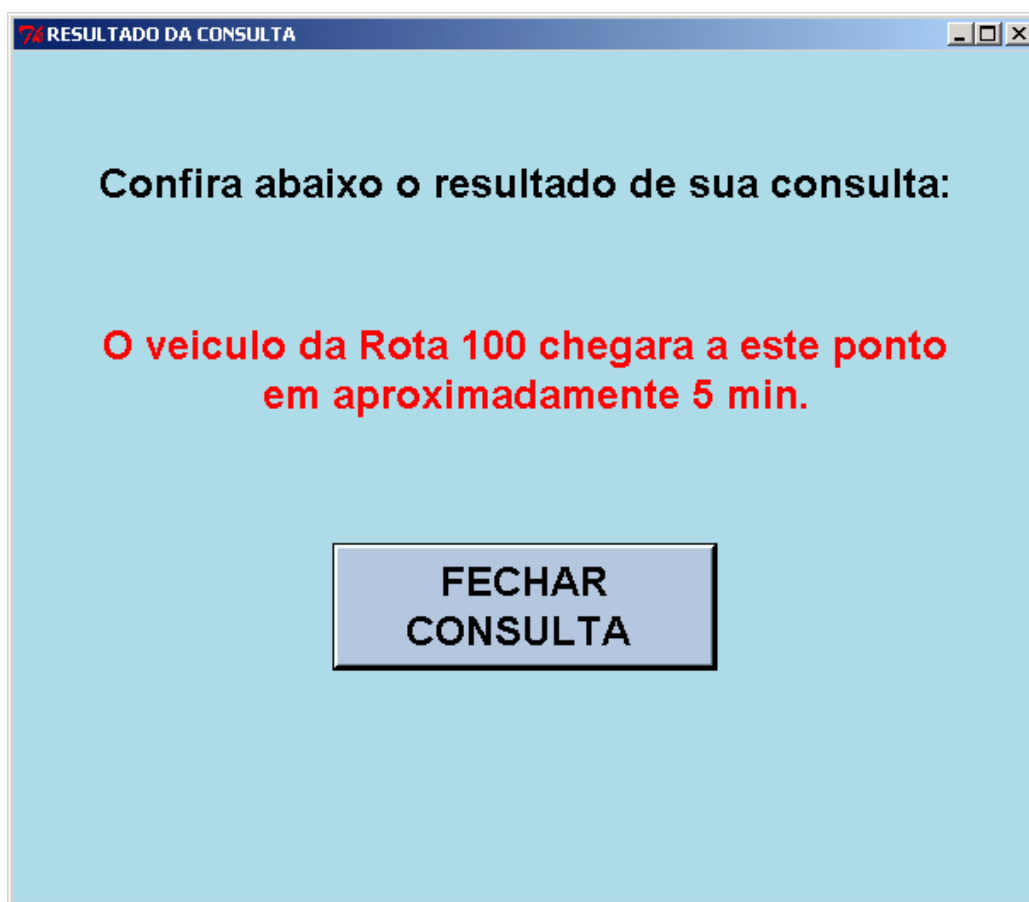 RESULTADO DA CONSULTA
Confira abaixo o resultado de sua consulta:
O veiculo da Rota 100 chegara a este ponto
em aproximadamente 5 min.
FECHAR
CONSULTA